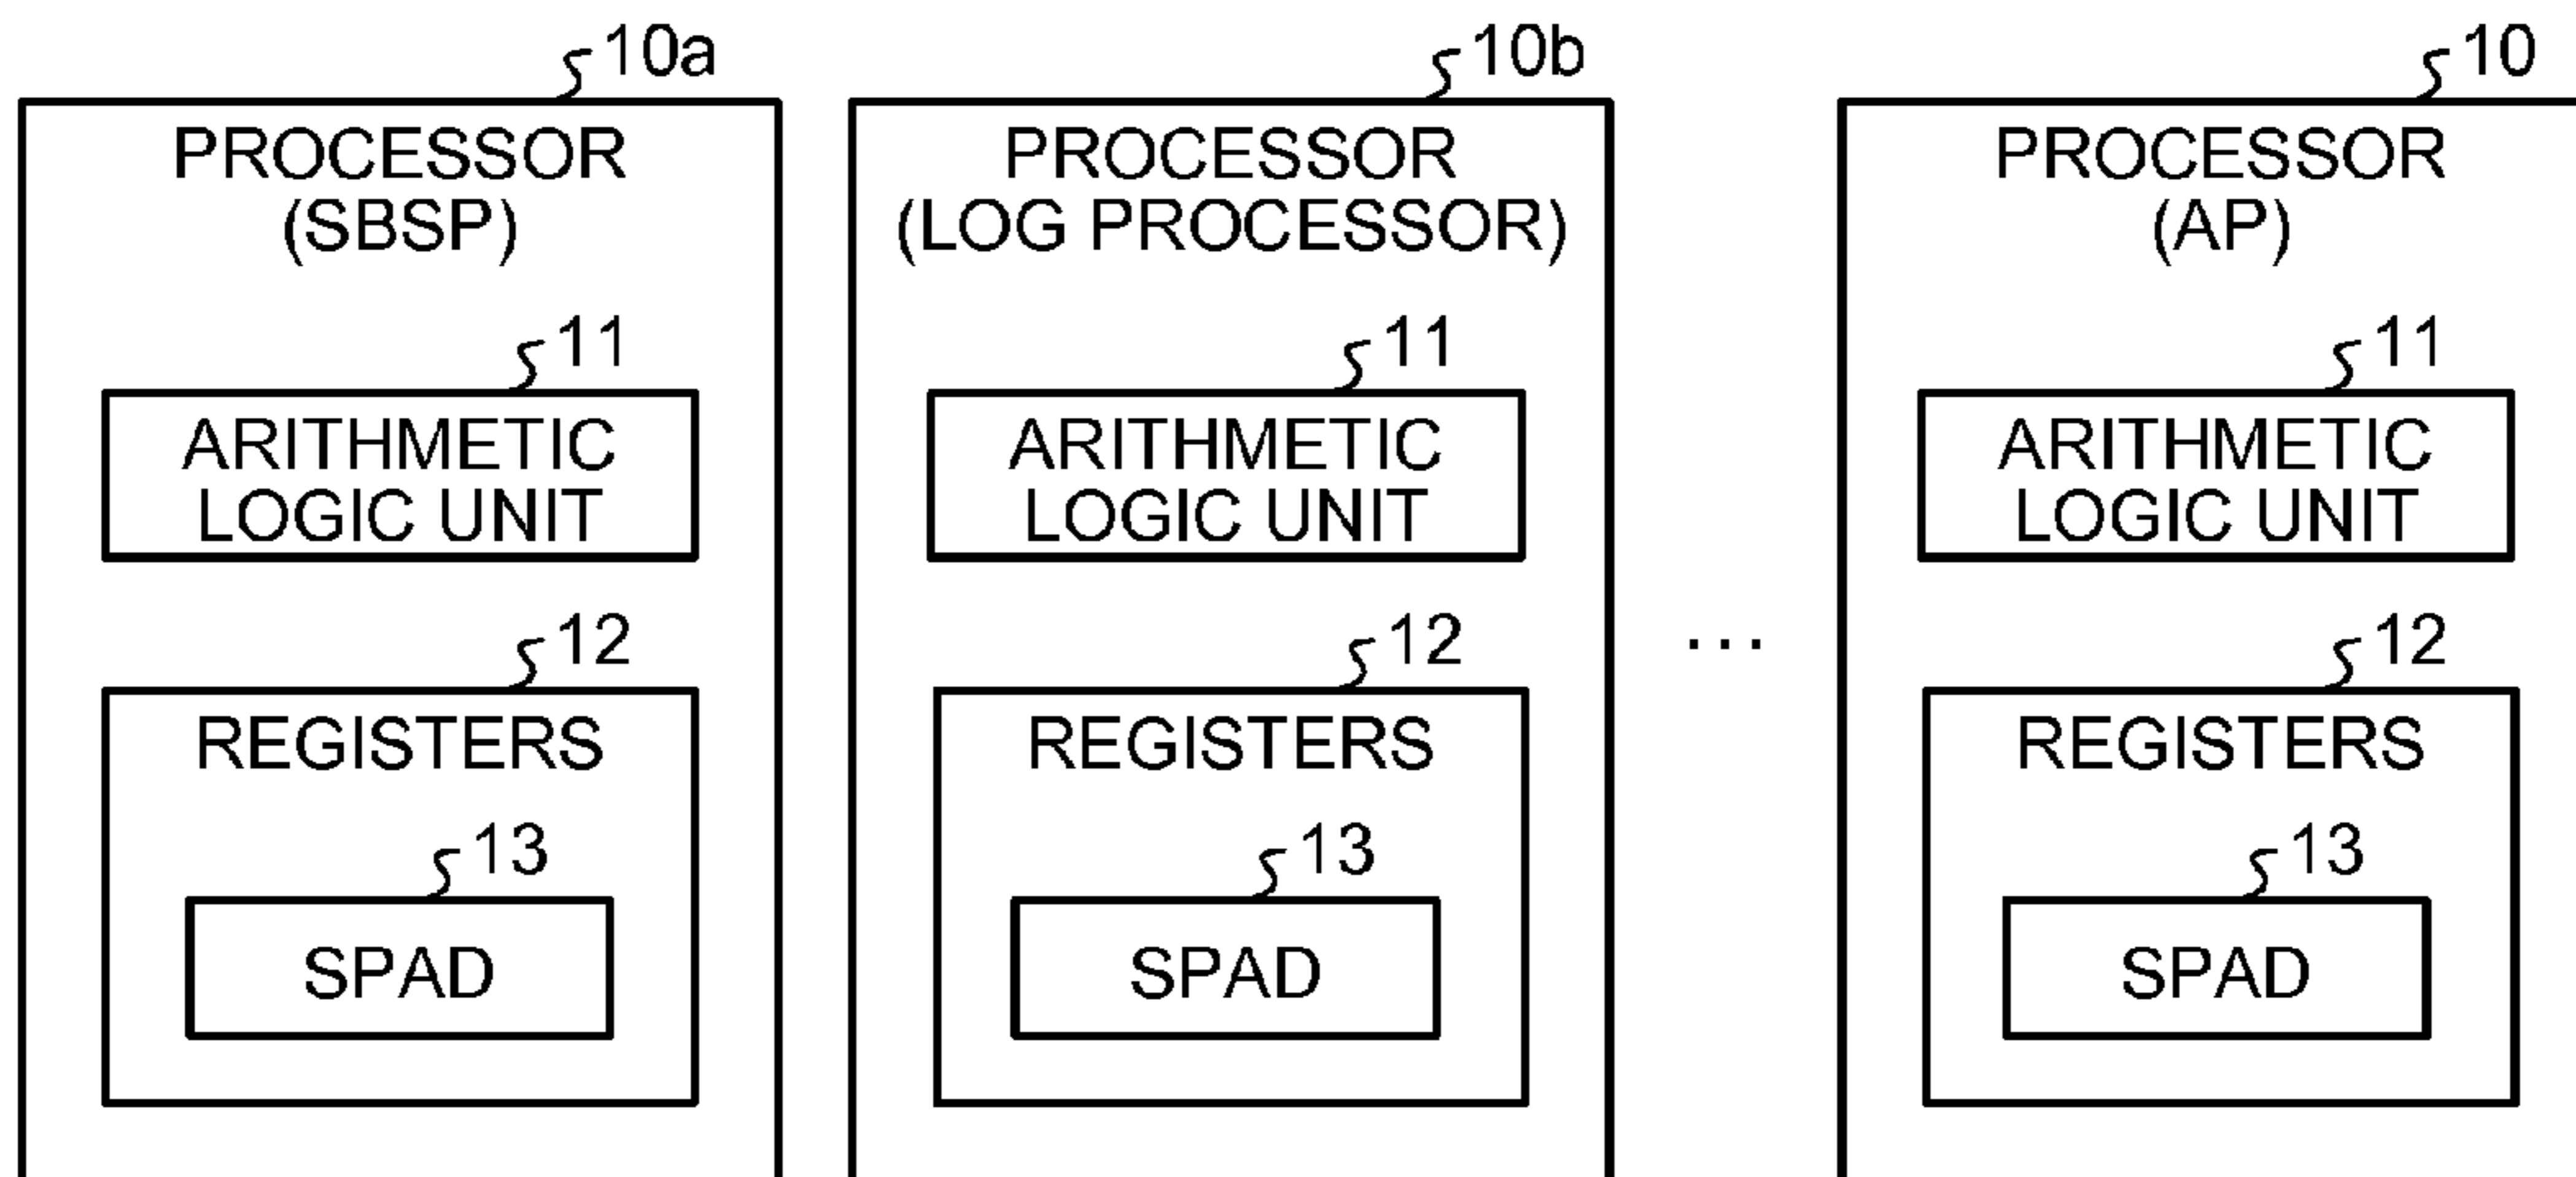 10a
PROCESSOR
(SBSP)
11
ARITHMETIC
LOGIC UNIT
12
REGISTERS
13
SPAD
10b
PROCESSOR
(LOG PROCESSOR)
11
ARITHMETIC
LOGIC UNIT
12
REGISTERS
13
SPAD
...
10
PROCESSOR
(AP)
11
ARITHMETIC
LOGIC UNIT
12
REGISTERS
13
SPAD